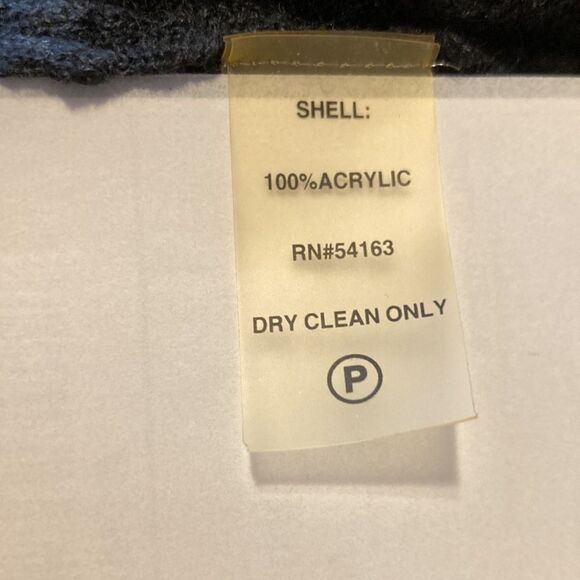 SHELL:
100%ACRYLIC
RN#54163
DRY CLEAN ONLY
P